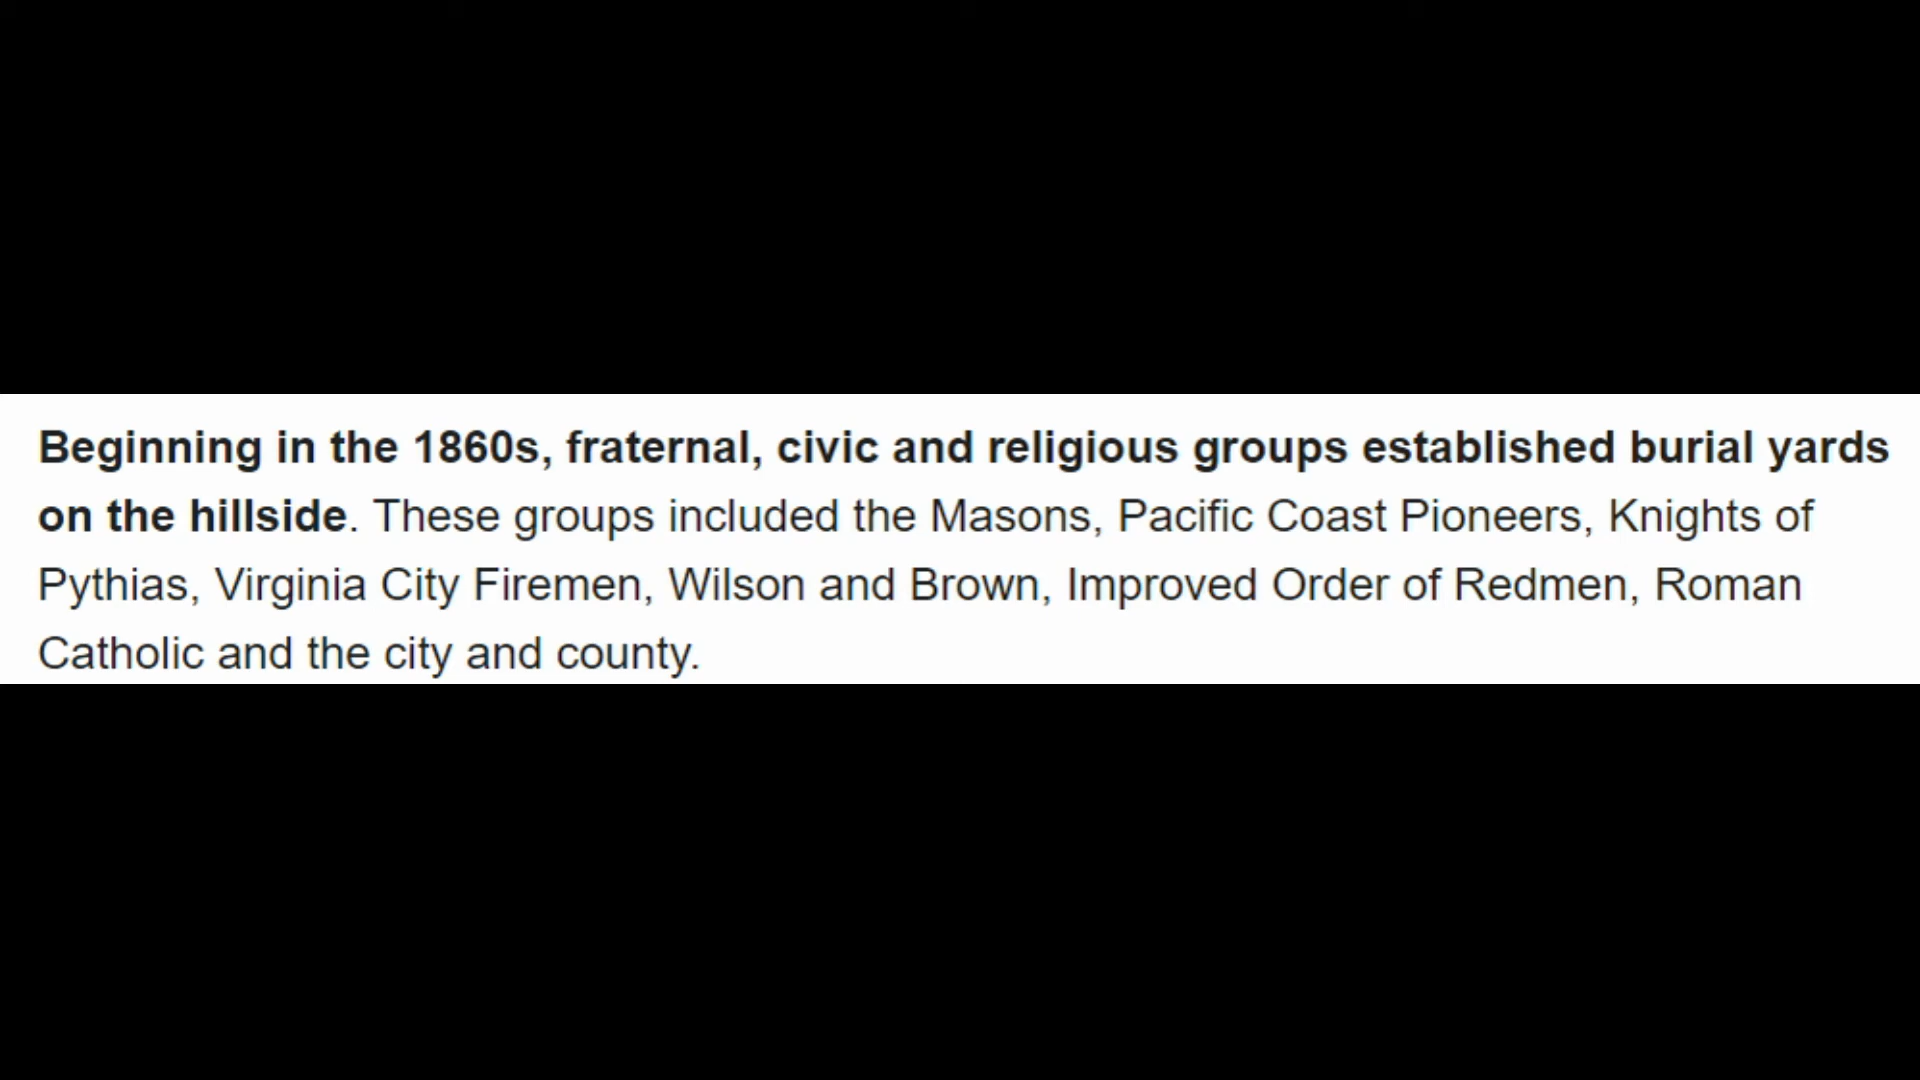 Beginning in the 1860s, fraternal, civic and religious groups established burial yards
on the hillside. These groups included the Masons, Pacific Coast Pioneers, Knights of
Pythias, Virginia City Firemen, Wilson and Brown, Improved Order of Redmen, Roman
Catholic and the city and county.